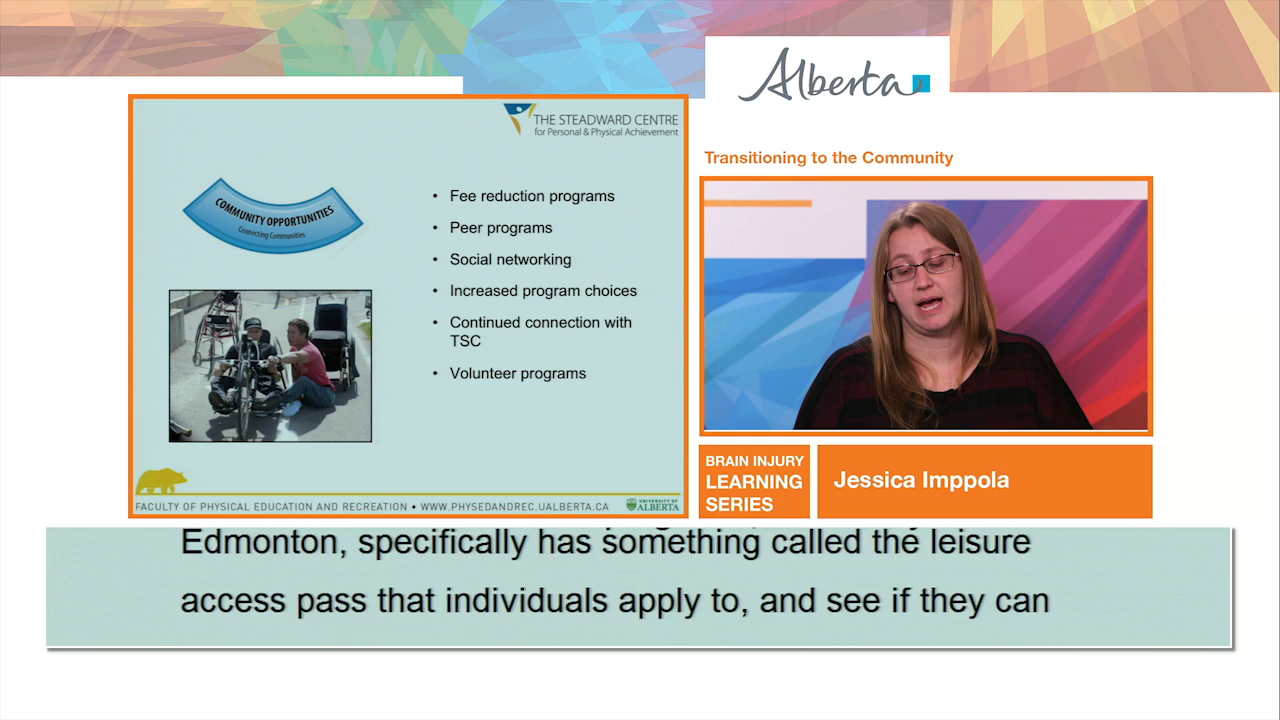 Alberta
THE STEADWARD CENTRE
for Personal & Physical Achievement
Transitioning to the Community
COMMUNITY OPPORTUNITIES
Connecting Communities
• Fee reduction programs
• Peer programs
• Social networking
• Increased program choices
• Continued connection with
TSC
• Volunteer programs
BRAIN INJURY
LEARNING
SERIES
Jessica Imppola
FACULTY OF PHYSICAL EDUCATION AND RECREATION • WWW.PHYSEDANDREC.UALBERTA.CA
UNIVERSITY OF
ALBERTA
Edmonton, specifically has something called the leisure
access pass that individuals apply to, and see if they can